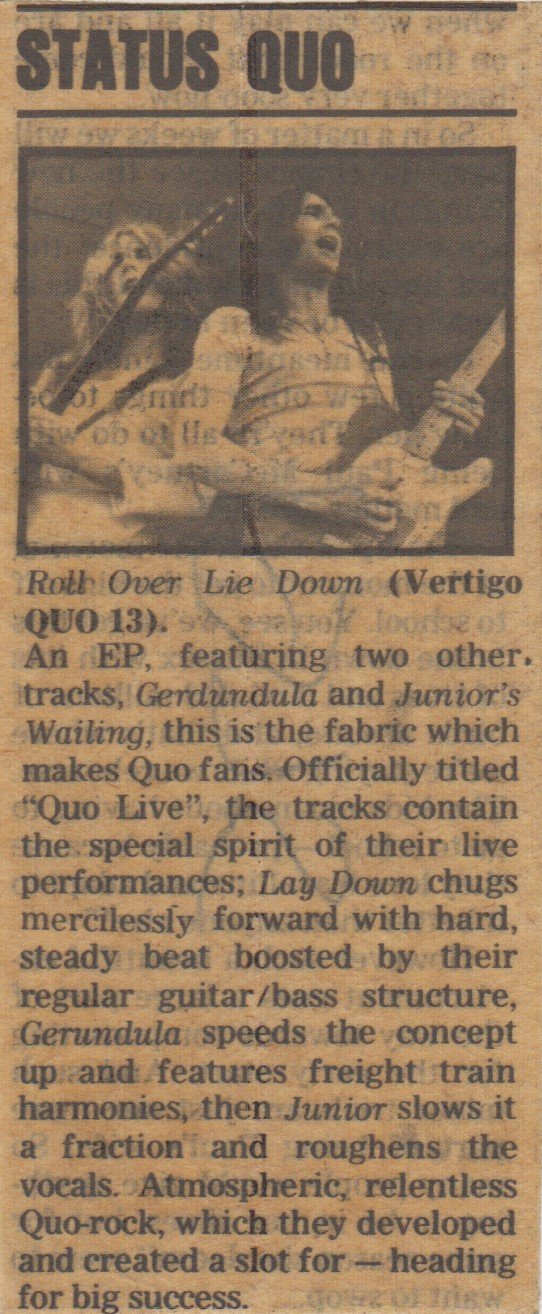 STATUS QUO
Roll Over Lie Down (Vertigo
QUO 13).
An EP, featuring two other
tracks, Gerdundula and Junior's
Wailing, this is the fabric which
makes Quo fans. Officially titled
“Quo Live”, the tracks contain
the special spirit of their live
performances; Lay Down chugs
mercilessly forward with hard,
steady beat boosted by their
regular guitar/bass structure,
Gerundula speeds the concept
up and features freight train
harmonies, then Junior slows it
a fraction and roughens the
vocals. Atmospheric, relentless
Quo-rock, which they developed
and created a slot for — heading
for big success.